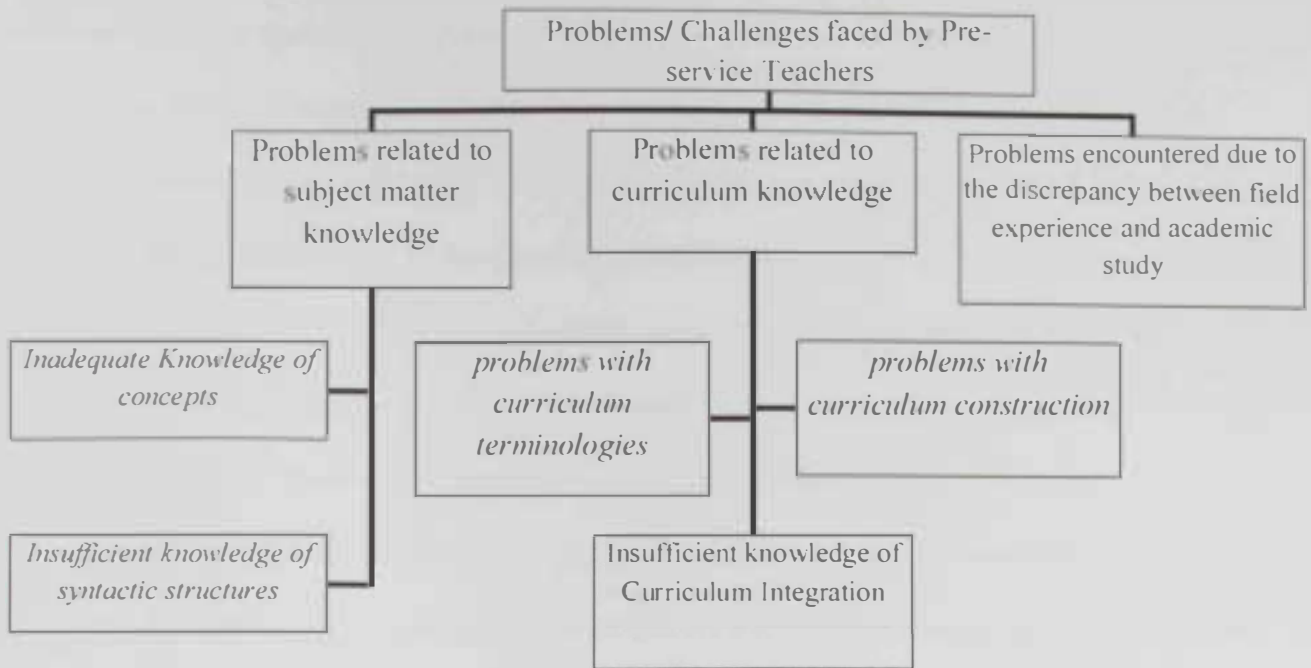 Problems/ Challenges faced by Pre-
service Teachers
Problems related to
subject matter
knowledge
Problems related to
curriculum knowledge
Problems encountered due to
the discrepancy between field
experience and academic
study
Inadequate Knowledge of
concepts
problems with
curriculum
terminologies
problems with
curriculum construction
Insufficient knowledge of
syntactic structures
Insufficient knowledge of
Curriculum Integration